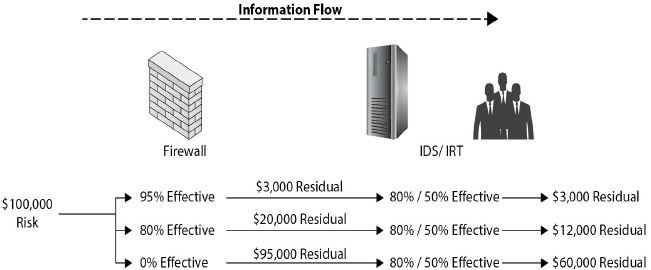 Information Flow
Firewall
IDS/ IRT
$100,000
Risk
95% Effective
$3,000 Residual
80% / 50% Effective
$3,000 Residual
80% Effective
$20,000 Residual
80% / 50% Effective
$12,000 Residual
0% Effective
$95,000 Residual
80% / 50% Effective
$60,000 Residual